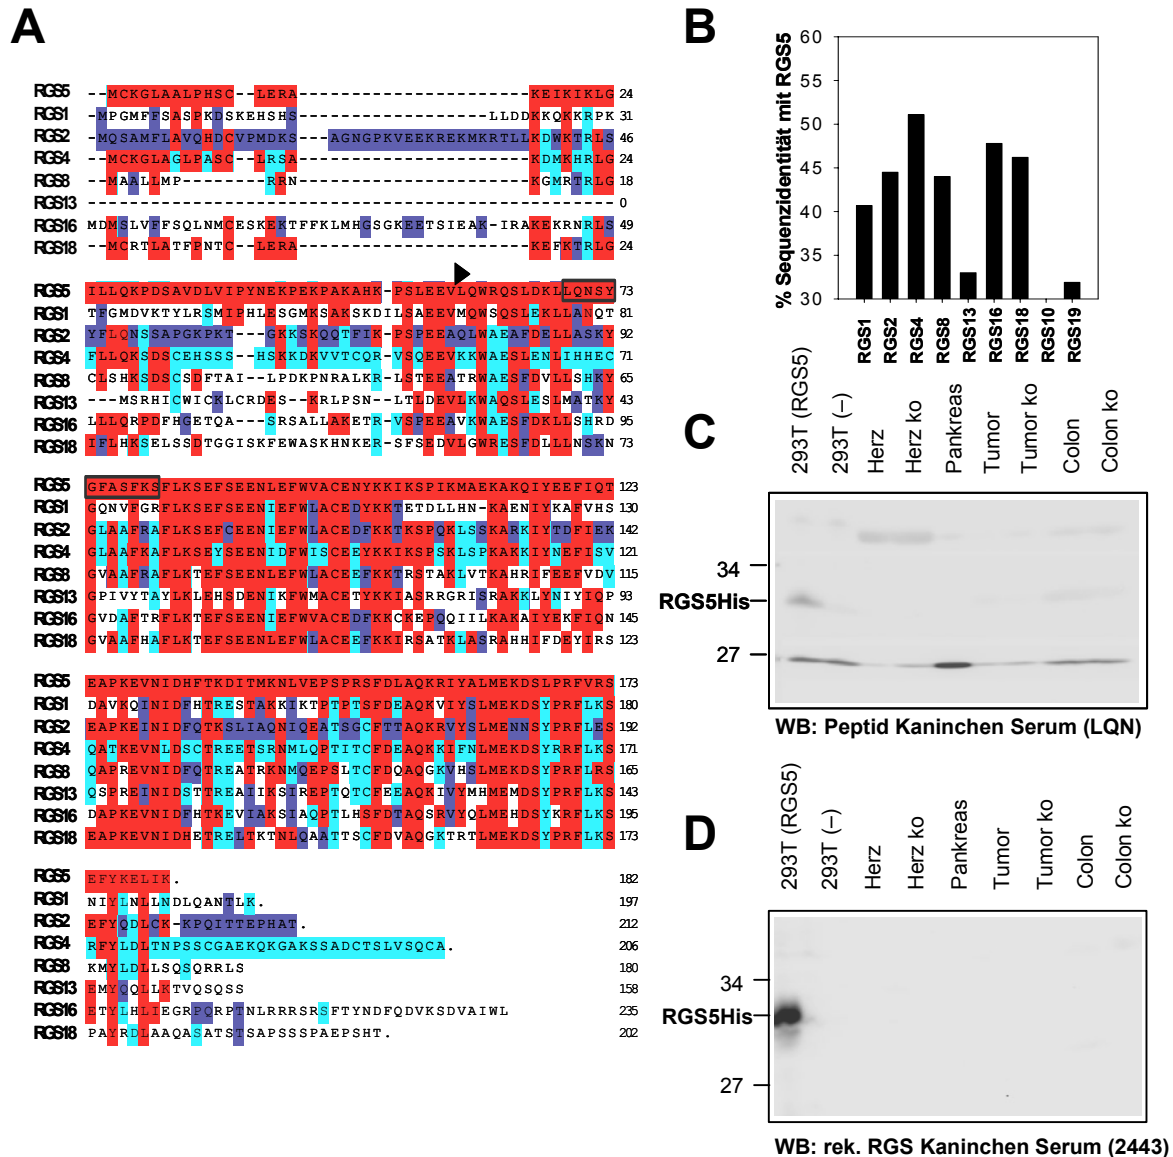 A
RGS5 --MCKGLAALPHSC--LERA----------------------KEIKIKLG 24
RGS1 -MPGMFFSASPKDSKEHSHS------------------LLDDKKQKKRPK 31
RGS2 -MQSAMFLAVQHDCVPMDKS---AGNGPKVEEKREKMKRTLLKDWKTRLS 46
RGS4 --MCKGLAGLPASC--LRSA----------------------KDMKHRLG 24
RGS8 --MAALLMP--------RRN----------------------KGMRTRLG 18
RGS13 -------------------------------------------------- 0
RGS16 MDMSLVFFSQLNMCESKEKTFFKLMHGSGKEETSIEAK-IRAKEKRNRLS 49
RGS18 --MCRTLATFPNTC--LERA----------------------KEFKTRLG 24
RGS5 ILLQKPDSAVDLVIPYNEKPEKPAKAHK-PSLEEVLQWRQSLDKLLQNSY 73
RGS1 TFGMDVKTYLRSMIPHLESGMKSAKSKDILSAEEVMQWSQSLEKLLANQT 81
RGS2 YFLQNSSAPGKPKT---GKKSKQQTFIK-PSPEEAQLWAEAFDELLASKY 92
RGS4 FLLQKSDSCEHSSS--HSKKDKVVTCQR-VSQEEVKKWAESLENLIHHEC 71
RGS8 CLSHKSDSCSDFTAI--LPDKPNRALKR-LSTEEATRWAESFDVLLSHKY 65
RGS13 ---MSRHICWICKLCRDES--KRLPSN-LTLDEVLKWAQSLESLMATKY 43
RGS16 LLLQRPDFHGETQA---SRSALLAKETR-VSPEEAVKWAESFDKLLSHRD 95
RGS18 IFLHKSELSSDTGGISKFEWASKHNKER-SFSEDVLGWRESFDLLLNSKN 73
RGS5 GFASFKSFLKSEFSEENLEFWVACENYKKIKSPIKMAEKAKQIYEEFIQT 123
RGS1 GQNVFGRFLKSEFSEENIEFWLACEDYKKTETDLLHN-KAENIYKAFVHS 130
RGS2 GLAAFRAFLKSEFCEENIEFWLACEDFKKTKSPQKLSSKARKIYTDFIEK 142
RGS4 GLAAFKAFLKSEYSEENIDFWISCEEYKKIKSPSKLSPKAKKIYNEFISV 121
RGS8 GVAAFRAFLKTEFSEENLEFWLACEEFKKTRSTAKLVTKAHRIFEEFVDV 115
RGS13 GPIVYTAYLKLEHSDENIKFWMACETYKKIASRRGRISRAKKLYNIYIQP 93
RGS16 GVDAFTRFLKTEFSEENIEFWLACEDFKKCKEPQQIILKAKAIYEKFIQN 145
RGS18 GVAAFHAFLKTEFSEENLEFWLACEEFKKIRSATKLASRAHHIFDEYIRS 123
RGS5 EAPKEVNIDHFTKDITMKNLVEPSPRSFDLAQKRIYALMEKDSLPRFVRS 173
RGS1 DAVKQINIDFHTRESTAKKIKTPTPTSFDEAQKVIYSLMEKDSYPRFLKS 180
RGS2 EAPKEINIDFQTKSLIAQNIQEATSGCFTTAQKRVYSLMENNSYPRFLES 192
RGS4 QATKEVNLDSCTREETSRNMLQPTITCFDEAQKKIFNLMEKDSYRRFLKS 171
RGS8 QAPREVNIDFQTREATRKNMQEPSLTCFDQAQGKVHSLMEKDSYPRFLRS 165
RGS13 QSPREINIDSTTREAIIKSIREPTQTCFEEAQKIVYMHMEMDSYPRFLKS 143
RGS16 DAPKEVNIDFHTKEVIAKSIAQPTLHSFDTAQSRVYQLMEHDSYKRFLKS 195
RGS18 EAPKEVNIDHETRELTKTNLQAATTSCFDVAQGKTRTLMEKDSYPRFLKS 173
RGS5 EFYKELIK. 182
RGS1 NIYLNLLNDLQANTLK. 197
RGS2 EFYQDLCK-KPQITTEPHAT. 212
RGS4 RFYLDLTNPSSCGAEKQKGAKSSADCTSLVSQCA. 206
RGS8 KMYLDLLSQSQRRLS 180
RGS13 EMYQQLLKTVQSQSS 158
RGS16 ETYLHLIEGRPQRPTNLRRRSRSFTYNDFQDVKSDVAIWL 235
RGS18 PAYRDLAAQASATSTSAPSSSPAEPSHT. 202
B
% Sequenzidentität mit RGS5
60
50
45
40
35
30
RGS1 RGS2 RGS4 RGS8 RGS13 RGS16 RGS18 RGS10 RGS19
C
293T (RGS5) 293T (–) Herz Herz ko Pankreas Tumor Tumor ko Colon Colon ko
34
RGS5His
27
WB: Peptid Kaninchen Serum (LQN)
D
293T (RGS5) 293T (–) Herz Herz ko Pankreas Tumor Tumor ko Colon Colon ko
34
RGS5His
27
WB: rek. RGS Kaninchen Serum (2443)